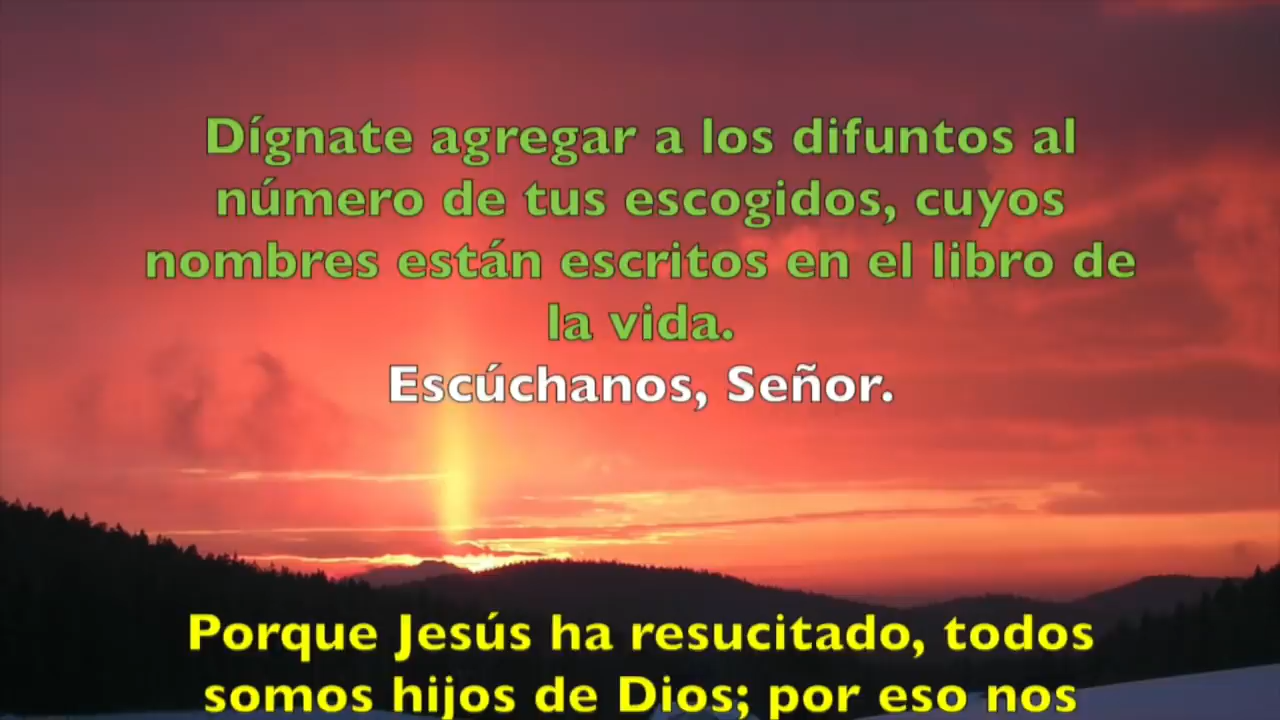 Dígnate agregar a los difuntos al
número de tus escogidos, cuyos
nombres están escritos en el libro de
la vida.
Escúchanos, Señor.
Porque Jesús ha resucitado, todos
somos hijos de Dios; por eso nos